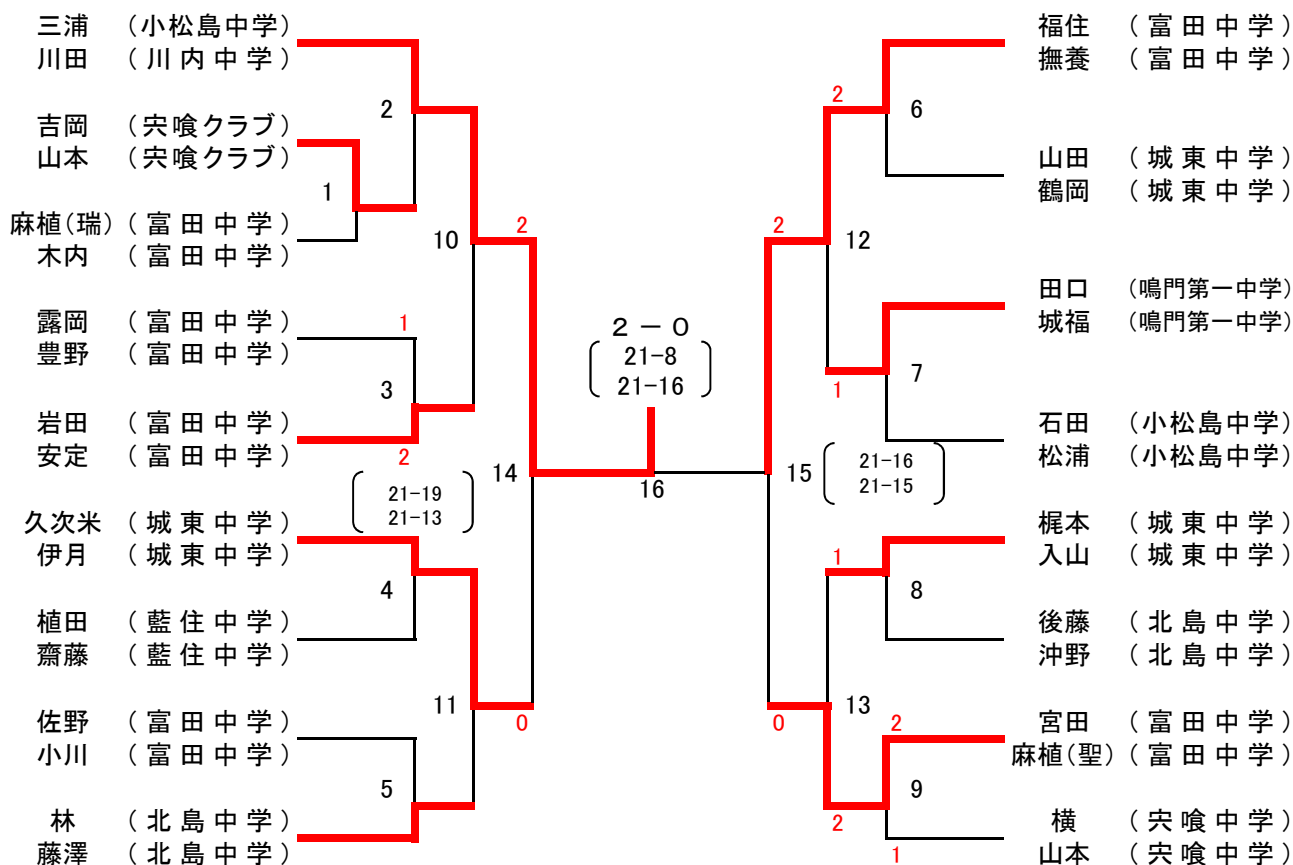 三浦 (小松島中学)
川田 (川内中学)
2
吉岡 (宍喰クラブ)
山本 (宍喰クラブ)
1
麻植(瑞) (富田中学)
木内 (富田中学)
10
2
露岡 (富田中学)
豊野 (富田中学)
1
3
岩田 (富田中学)
安定 (富田中学)
2
14
21-19
21-13
久次米 (城東中学)
伊月 (城東中学)
4
植田 (藍住中学)
齋藤 (藍住中学)
11
0
佐野 (富田中学)
小川 (富田中学)
5
林 (北島中学)
藤澤 (北島中学)
2-0
21-8
21-16
16
福住 (富田中学)
撫養 (富田中学)
2
6
山田 (城東中学)
鶴岡 (城東中学)
2
12
田口 (鳴門第一中学)
城福 (鳴門第一中学)
1
7
石田 (小松島中学)
松浦 (小松島中学)
15
21-16
21-15
梶本 (城東中学)
入山 (城東中学)
1
8
後藤 (北島中学)
沖野 (北島中学)
0
13
宮田 (富田中学)
麻植(聖) (富田中学)
2
9
2
横 (宍喰中学)
山本 (宍喰中学)
1